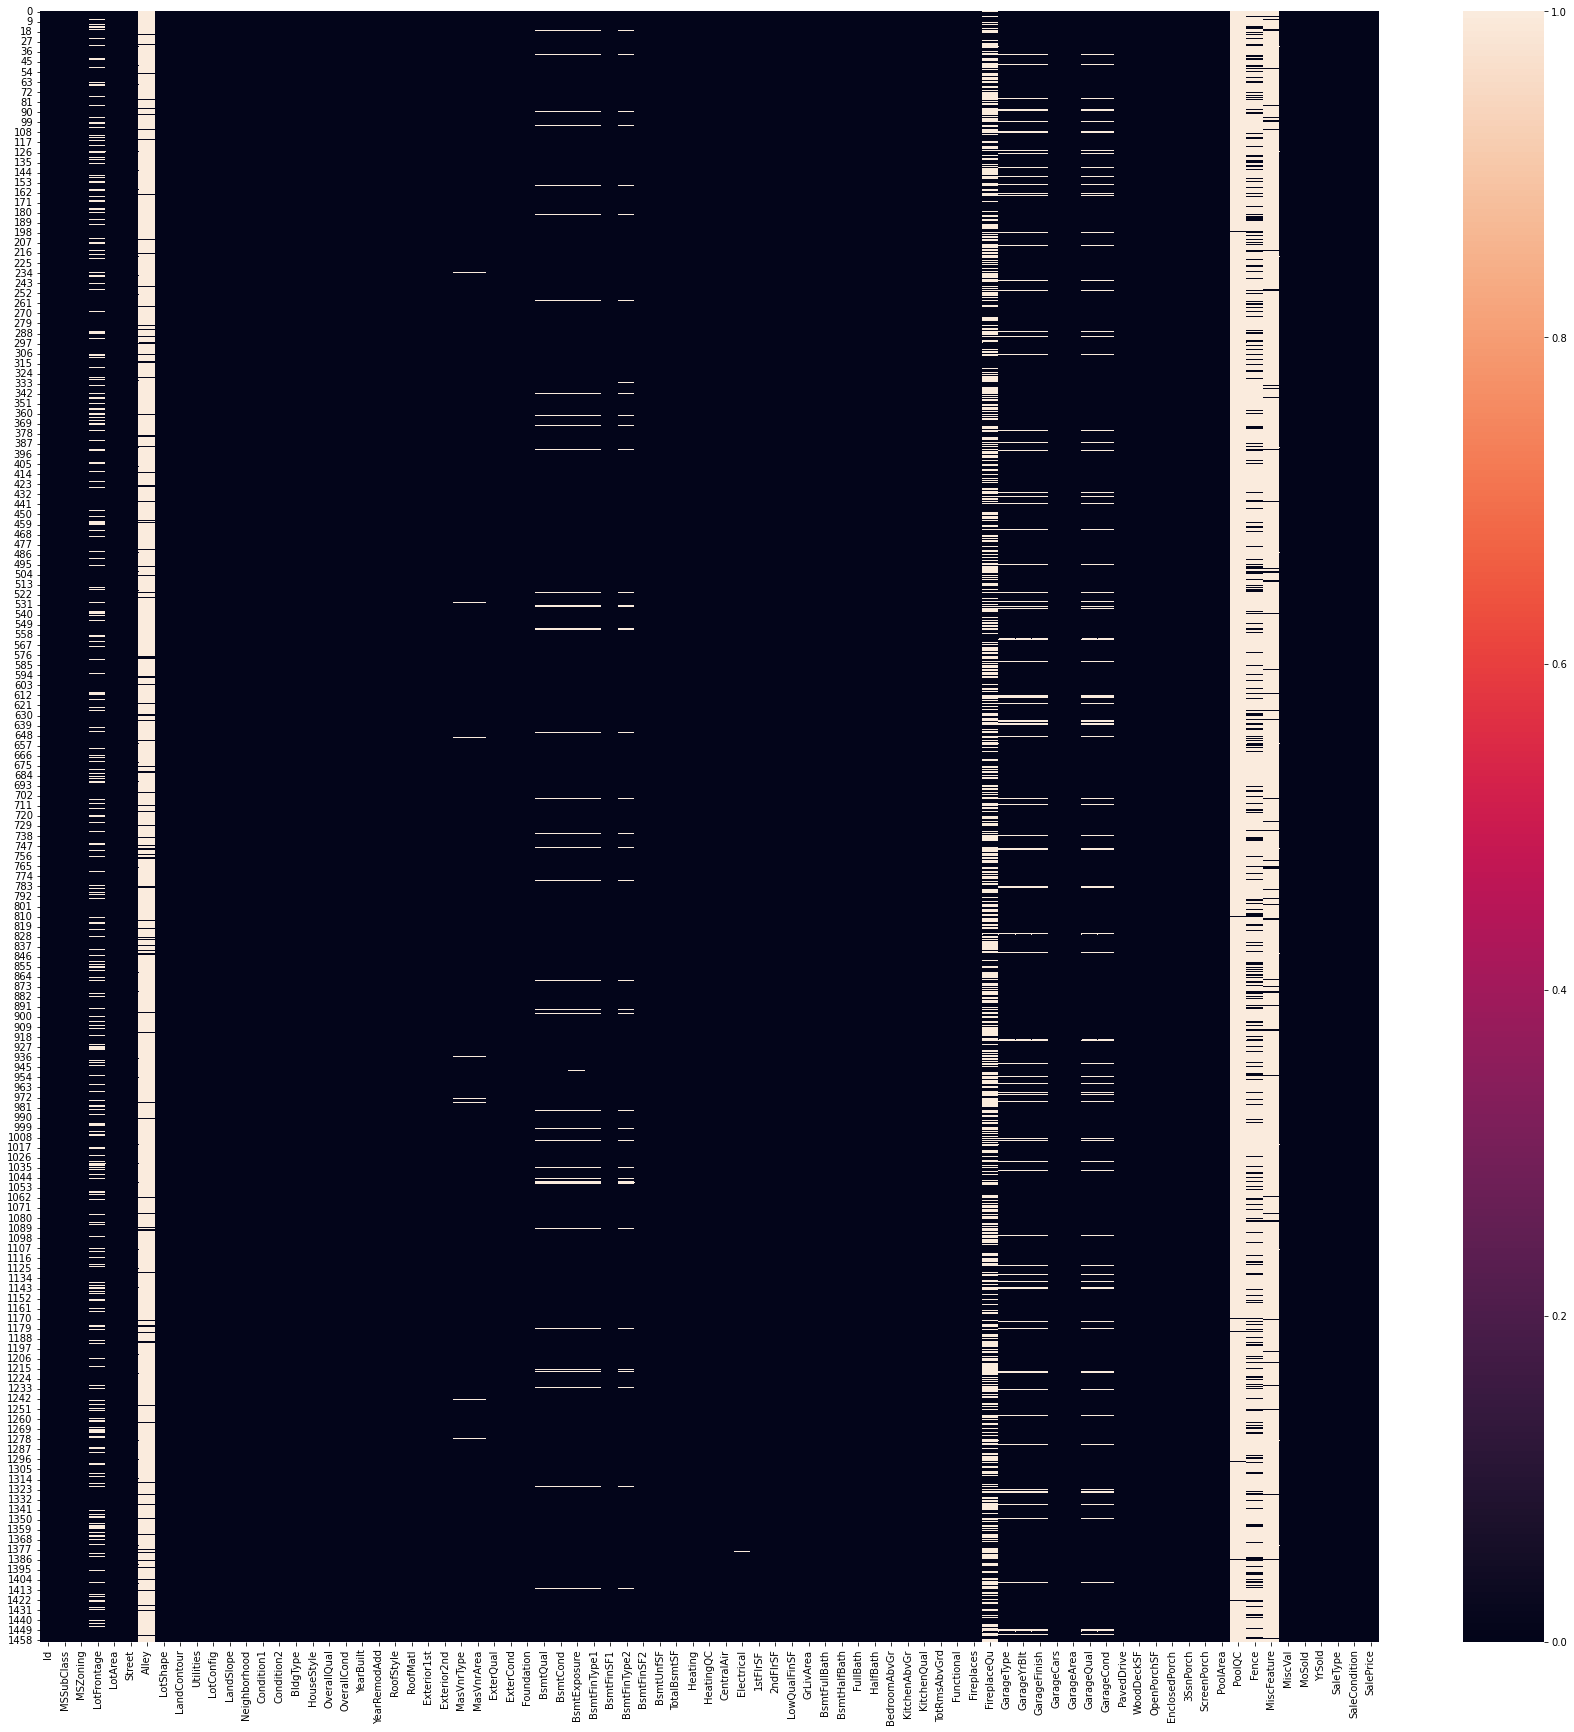 0
9
18
27
36
45
54
63
72
81
90
99
108
117
126
135
144
153
162
171
180
189
198
207
216
225
234
243
252
261
270
279
288
297
306
315
324
333
342
351
360
369
378
387
396
405
414
423
432
441
450
459
468
477
486
495
504
513
522
531
540
549
558
567
576
585
594
603
612
621
630
639
648
657
666
675
684
693
702
711
720
729
738
747
756
765
774
783
792
801
810
819
828
837
846
855
864
873
882
891
900
909
918
927
936
945
954
963
972
981
990
999
1008
1017
1026
1035
1044
1053
1062
1071
1080
1089
1098
1107
1116
1125
1134
1143
1152
1161
1170
1179
1188
1197
1206
1215
1224
1233
1242
1251
1260
1269
1278
1287
1296
1305
1314
1323
1332
1341
1350
1359
1368
1377
1386
1395
1404
1413
1422
1431
1440
1449
1458
Id
MSSubClass
MSZoning
LotFrontage
LotArea
Street
Alley
LotShape
LandContour
Utilities
LotConfig
LandSlope
Neighborhood
Condition1
Condition2
BldgType
HouseStyle
OverallQual
OverallCond
YearBuilt
YearRemodAdd
RoofStyle
RoofMatl
Exterior1st
Exterior2nd
MasVnrType
MasVnrArea
ExterQual
ExterCond
Foundation
BsmtQual
BsmtCond
BsmtExposure
BsmtFinType1
BsmtFinSF1
BsmtFinType2
BsmtFinSF2
BsmtUnfSF
TotalBsmtSF
Heating
HeatingQC
CentralAir
Electrical
1stFlrSF
2ndFlrSF
LowQualFinSF
GrLivArea
BsmtFullBath
BsmtHalfBath
FullBath
HalfBath
BedroomAbvGr
KitchenAbvGr
KitchenQual
TotRmsAbvGrd
Functional
Fireplaces
FireplaceQu
GarageType
GarageYrBlt
GarageFinish
GarageCars
GarageArea
GarageQual
GarageCond
PavedDrive
WoodDeckSF
OpenPorchSF
EnclosedPorch
3SsnPorch
ScreenPorch
PoolArea
PoolQC
Fence
MiscFeature
MiscVal
MoSold
YrSold
SaleType
SaleCondition
SalePrice
1.0
0.8
0.6
0.4
0.2
0.0